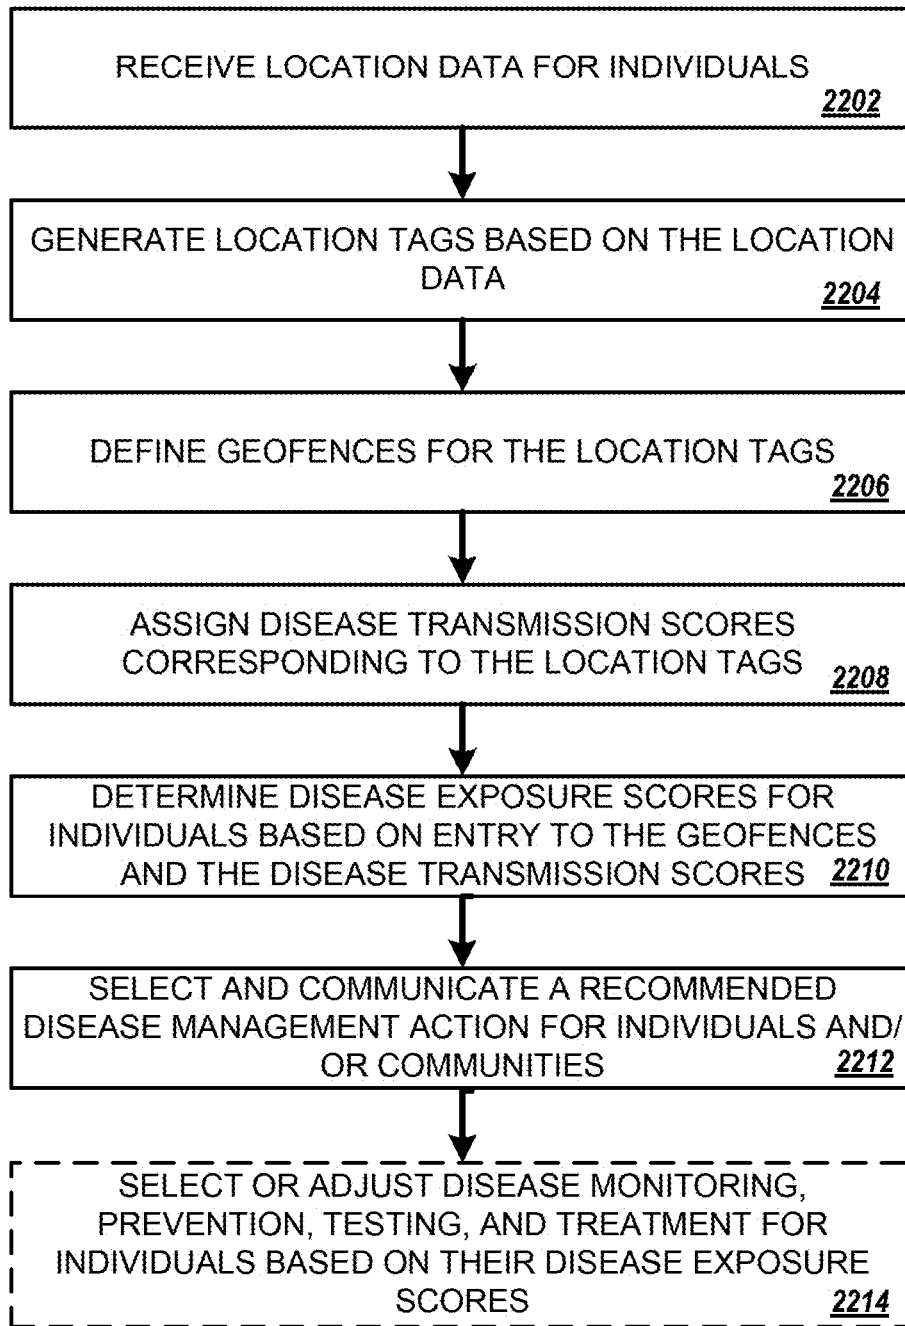 RECEIVE LOCATION DATA FOR INDIVIDUALS
2202
GENERATE LOCATION TAGS BASED ON THE LOCATION
DATA
2204
DEFINE GEOFENCES FOR THE LOCATION TAGS
2206
ASSIGN DISEASE TRANSMISSION SCORES
CORRESPONDING TO THE LOCATION TAGS
2208
DETERMINE DISEASE EXPOSURE SCORES FOR
INDIVIDUALS BASED ON ENTRY TO THE GEOFENCES
AND THE DISEASE TRANSMISSION SCORES 2210
SELECT AND COMMUNICATE A RECOMMENDED
DISEASE MANAGEMENT ACTION FOR INDIVIDUALS AND/
OR COMMUNITIES 2212
SELECT OR ADJUST DISEASE MONITORING,
PREVENTION, TESTING, AND TREATMENT FOR
INDIVIDUALS BASED ON THEIR DISEASE EXPOSURE
SCORES 2214